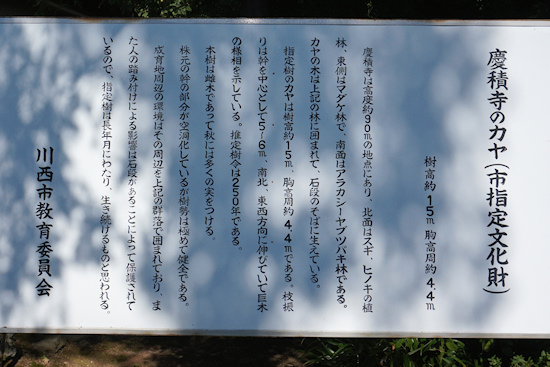 慶積寺のカヤ(市指定文化財)
樹高約15m 胸高周約4,4m
慶積寺は高度約90mの地点にあり、北面はスギ、ヒノキの植
林、東側はマダケ林で、南面はアラカシーヤブツバキ林である。
カヤの木は上記の林に囲まれて、石段のそばに生えている。
指定樹のカヤは樹高約15m、胸高周約4,4mである。枝振
りは幹を中心として5~6m、南北、東西方向に伸びていて巨木
の様相を示している。推定樹令は250年である。
本樹は雌木であって秋には多くの実をつける。
株元の幹の部分が空洞化しているが樹勢は極めて健全である。
成育地周辺の環境はその周辺を上記の群落で囲まれており、ま
た人の踏み付けによる影響は石段があることによって保護されて
いるので、指定樹は長年月にわたり、生き続けるものと思われる。
川西市教育委員会